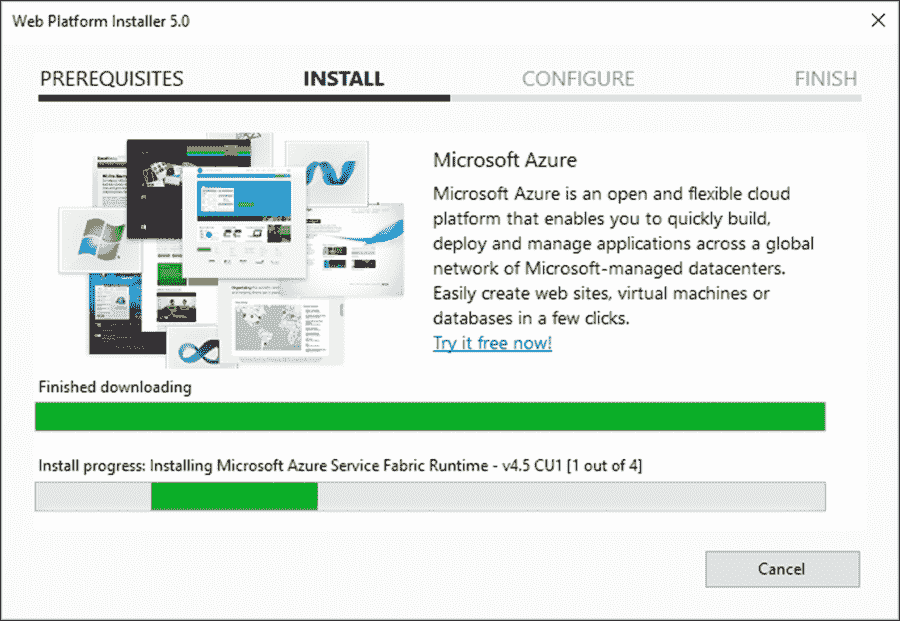 Web Platform Installer 5.0
PREREQUISITES INSTALL CONFIGURE FINISH
Microsoft Azure
Microsoft Azure is an open and flexible cloud
platform that enables you to quickly build,
deploy and manage applications across a global
network of Microsoft-managed datacenters.
Easily create web sites, virtual machines or
databases in a few clicks.
Try it free now!
Finished downloading
Install progress: Installing Microsoft Azure Service Fabric Runtime - v4.5 CU1 [1 out of 4]
Cancel